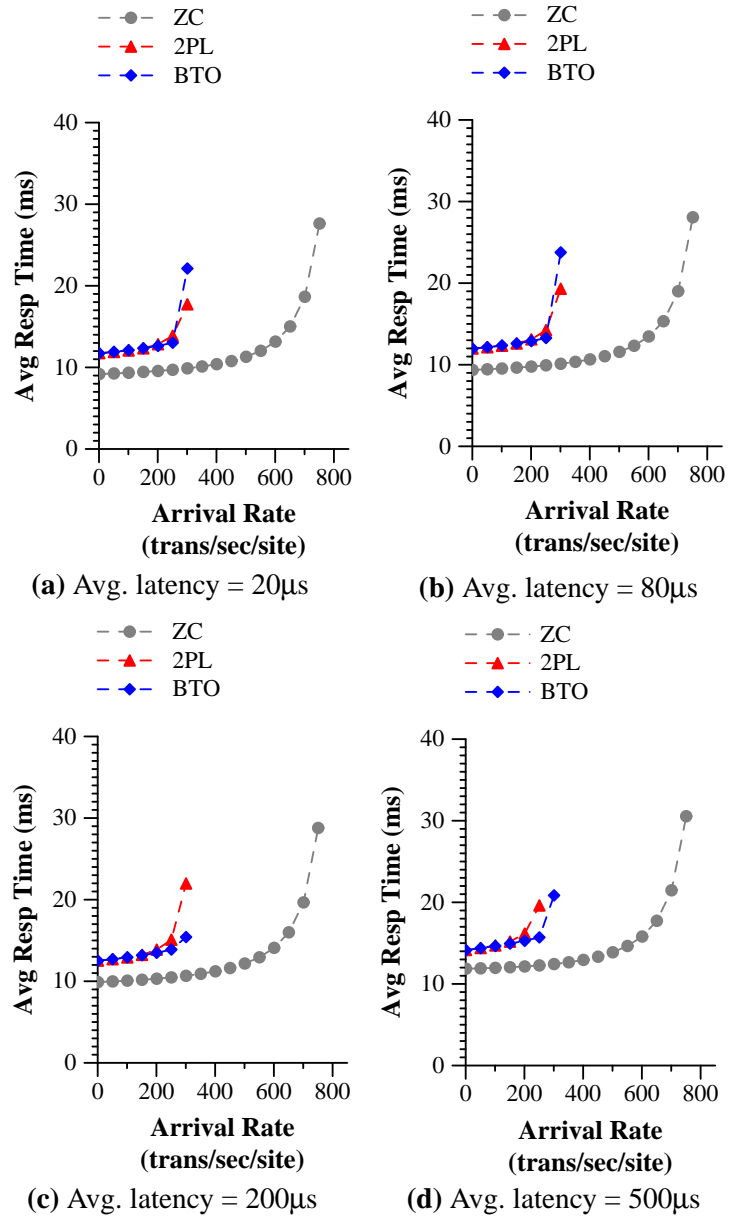 ZC
2PL
BTO
40
30
20
10
0
Avg Resp Time (ms)
0 200 400 600 800
Arrival Rate
(trans/sec/site)
(a) Avg. latency = 20μs
ZC
2PL
BTO
40
30
20
10
0
Avg Resp Time (ms)
0 200 400 600 800
Arrival Rate
(trans/sec/site)
(b) Avg. latency = 80μs
ZC
2PL
BTO
40
30
20
10
0
Avg Resp Time (ms)
0 200 400 600 800
Arrival Rate
(trans/sec/site)
(c) Avg. latency = 200μs
ZC
2PL
BTO
40
30
20
10
0
Avg Resp Time (ms)
0 200 400 600 800
Arrival Rate
(trans/sec/site)
(d) Avg. latency = 500μs